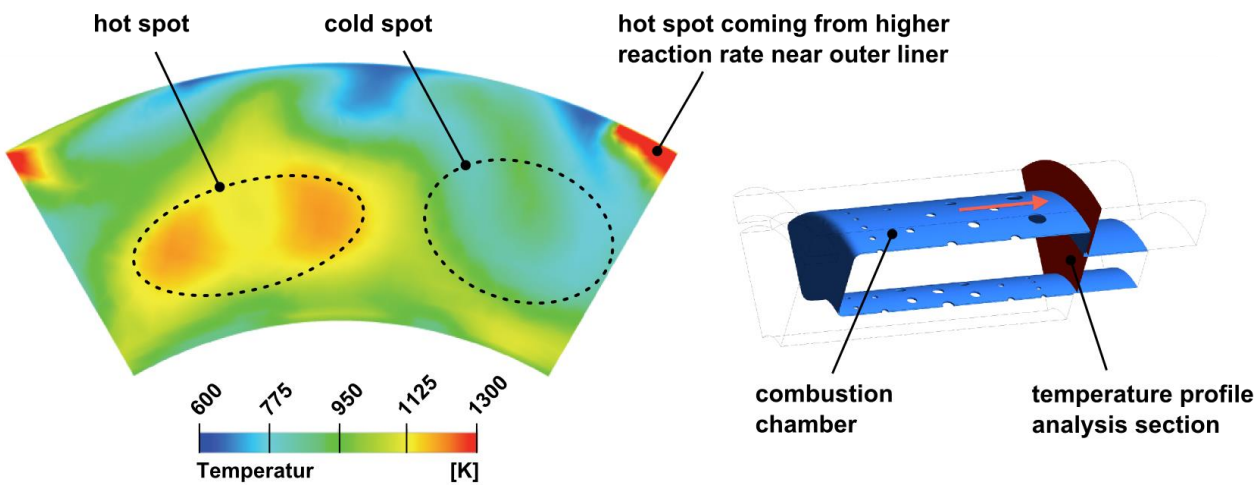 hot spot
cold spot
hot spot coming from higher
reaction rate near outer liner
600
775
950
1125
1300
Temperatur
[K]
combustion
chamber
temperature profile
analysis section